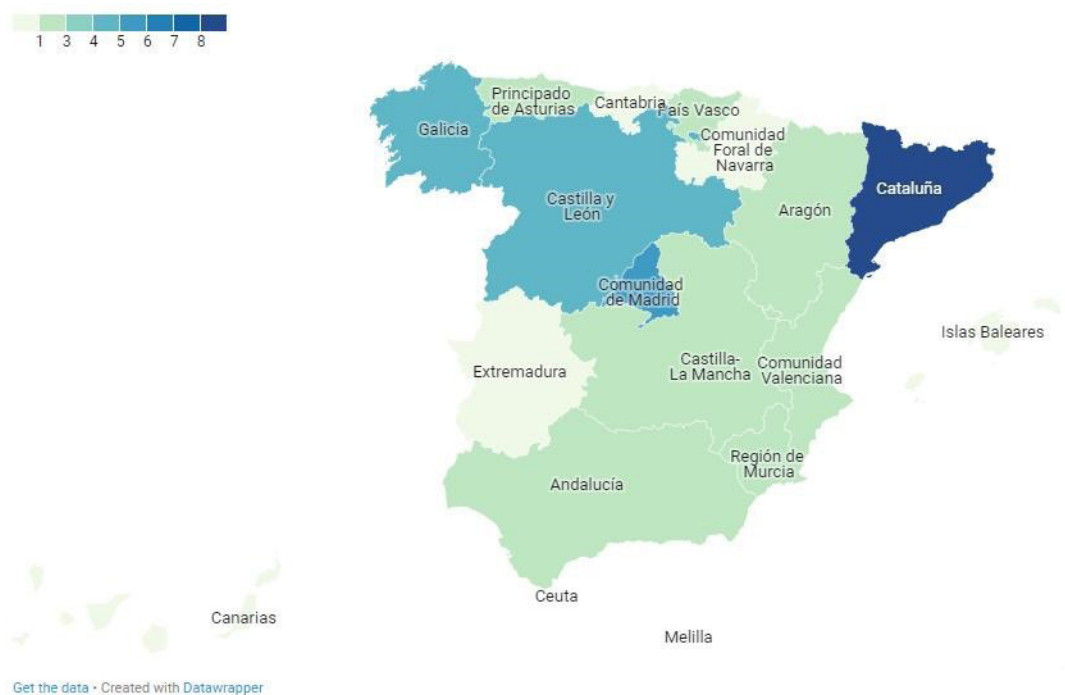 1 3 4 5 6 7 8
Principado
de Asturias
Cantabria
País Vasco
Galicia
Comunidad
Foral de
Navarra
Cataluña
Castilla y
León
Aragón
Comunidad
de Madrid
Islas Baleares
Extremadura
Castilla-
La Mancha
Comunidad
Valenciana
Región de
Murcia
Andalucía
Ceuta
Canarias
Melilla
Get the data • Created with Datawrapper